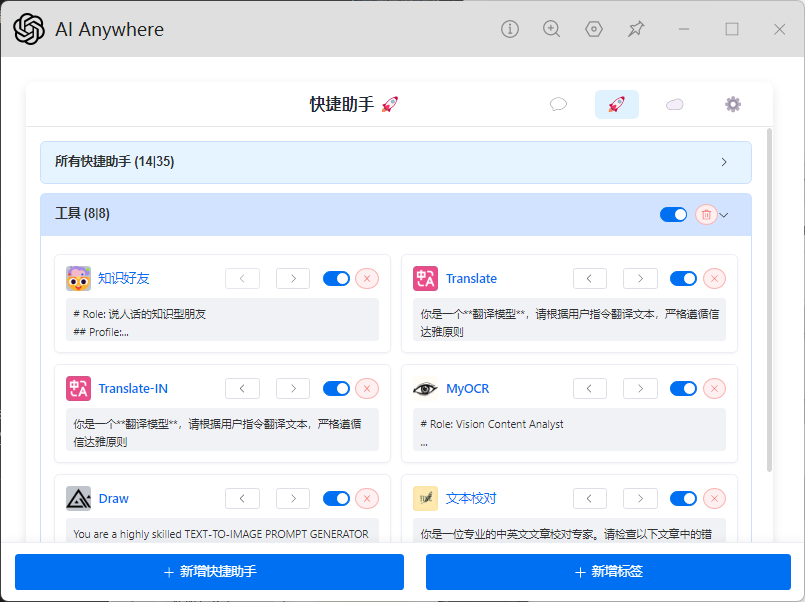 AI Anywhere
快捷助手 🚀
所有快捷助手 (14|35)
工具 (8|8)
知识好友
# Role: 说人话的知识型朋友
## Profile:...
Translate
你是一个**翻译模型**，请根据用户指令翻译文本，严格遵循信
达雅原则
Translate-IN
你是一个**翻译模型**，请根据用户指令翻译文本，严格遵循
信达雅原则
MyOCR
# Role: Vision Content Analyst
...
Draw
You are a highly skilled TEXT-TO-IMAGE PROMPT GENERATOR
文本校对
你是一位专业的中英文文章校对专家。请检查以下文章中的错
+ 新增快捷助手
+ 新增标签